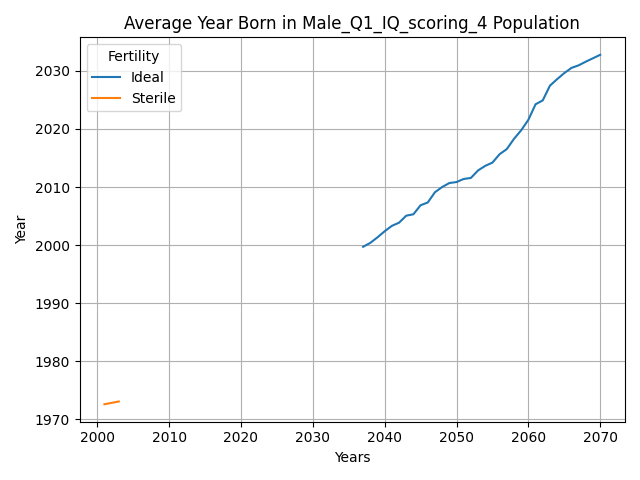 Average Year Born in Male_Q1_IQ_scoring_4 Population
Fertility
Ideal
Sterile
Year
2030
2020
2010
2000
1990
1980
1970
2000 2010 2020 2030 2040 2050 2060 2070
Years